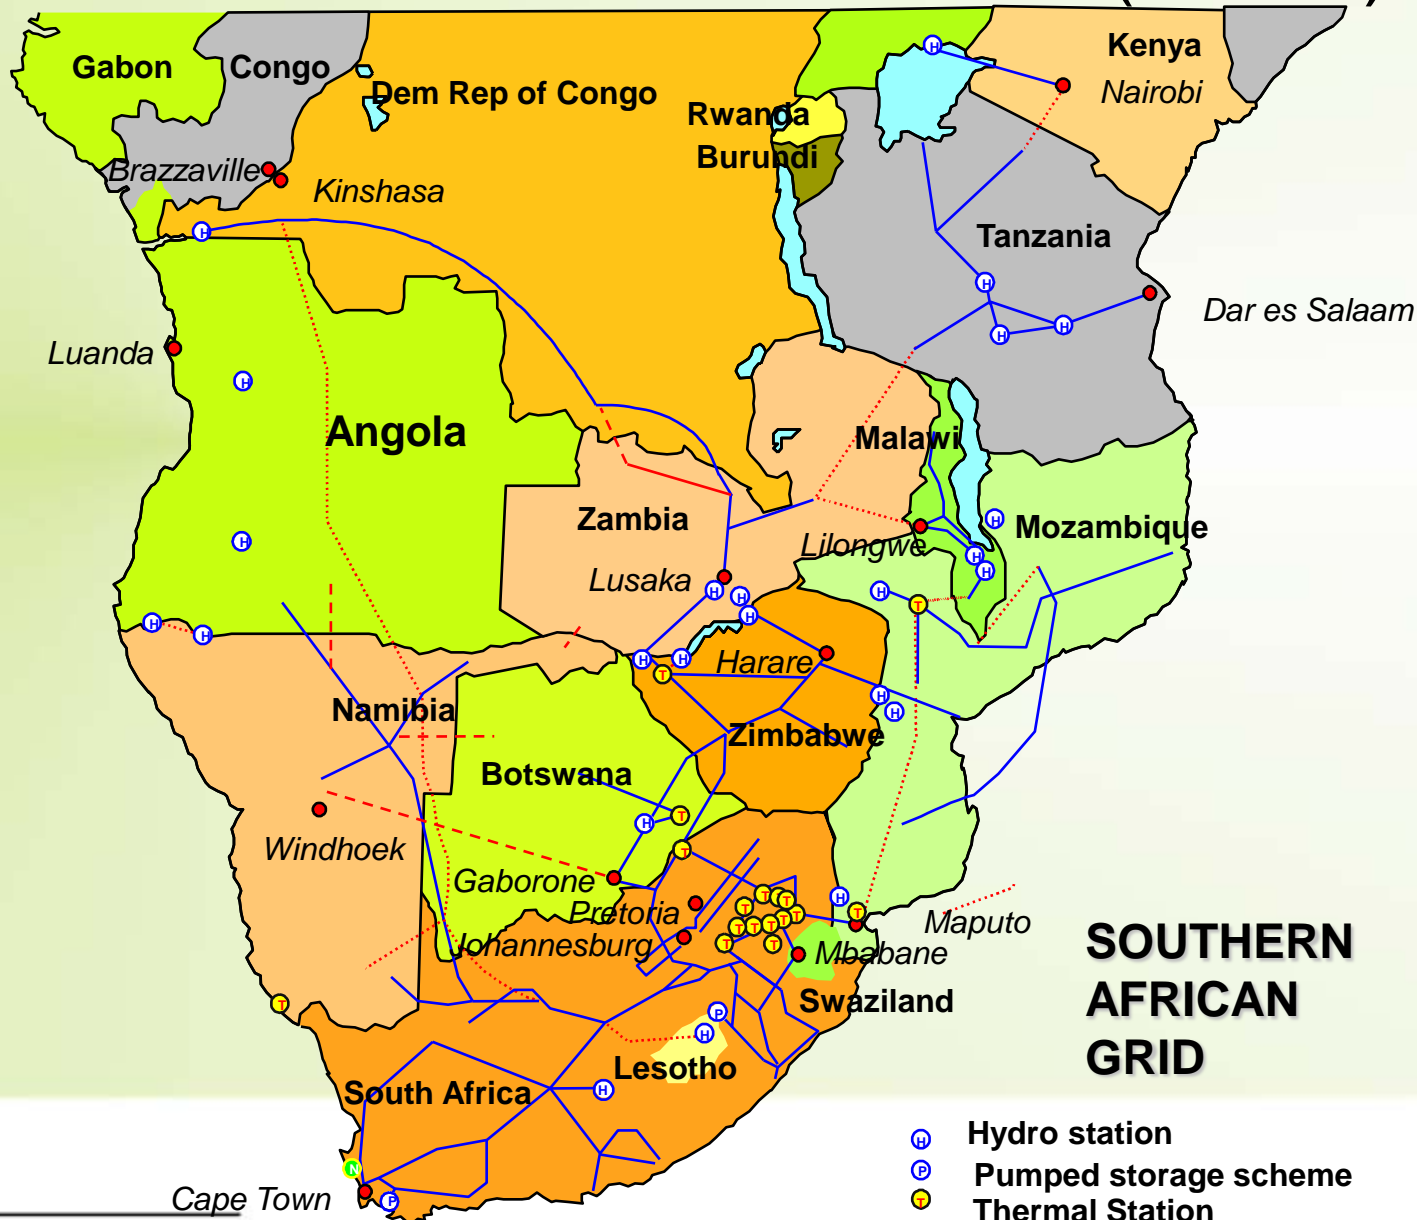 Kenya
Gabon
Congo
Dem Rep of Congo
Nairobi
Rwanda
Burundi
Brazzaville
Kinshasa
Tanzania
Dar es Salaam
Luanda
Angola
Malawi
Zambia
Mozambique
Lilongwe
Lusaka
Harare
Namibia
Zimbabwe
Botswana
Windhoek
Gaborone
Pretoria
Maputo
Johannesburg
Mbabane
Swaziland
SOUTHERN
AFRICAN
GRID
Lesotho
South Africa
Cape Town
H Hydro station
P Pumped storage scheme
T Thermal Station